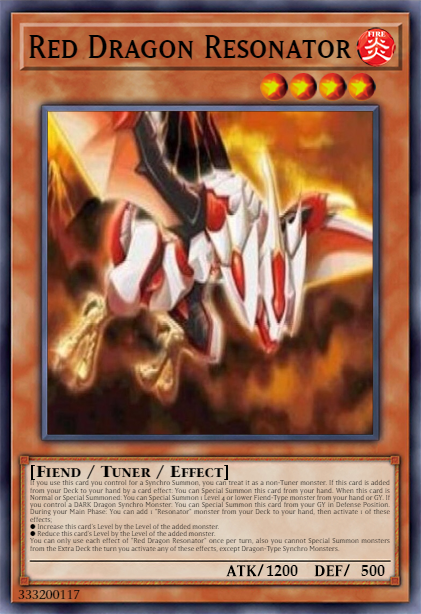 Red Dragon Resonator
FIRE
炎
[Fiend / Tuner / Effect]
If you use this card you control for a Synchro Summon, you can treat it as a non-Tuner monster. If this card is added
from your Deck to your hand by a card effect: You can Special Summon this card from your hand. When this card is
Normal or Special Summoned: You can Special Summon 1 Level 4 or lower Fiend-Type monster from your hand or GY. If
you control a DARK Dragon Synchro Monster: You can Special Summon this card from your GY in Defense Position.
During your Main Phase: You can add 1 "Resonator" monster from your Deck to your hand, then activate 1 of these
effects;
● Increase this card's Level by the Level of the added monster.
● Reduce this card's Level by the Level of the added monster.
You can only use each effect of "Red Dragon Resonator" once per turn, also you cannot Special Summon monsters
from the Extra Deck the turn you activate any of these effects, except Dragon-Type Synchro Monsters.
ATK/1200 DEF/ 500
333200117